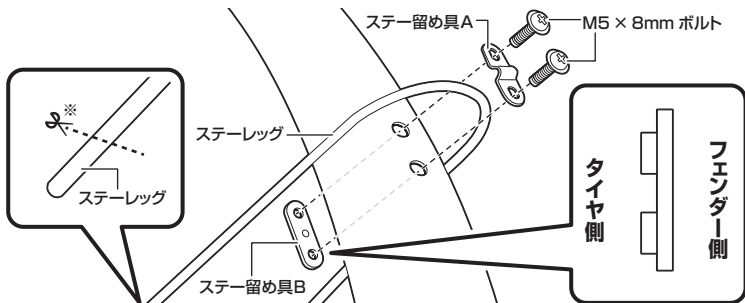 ステー留め具A
M5 × 8mm ボルト
※
ステーレッグ
ステーレッグ
タイヤ側
フェンダー側
ステー留め具B